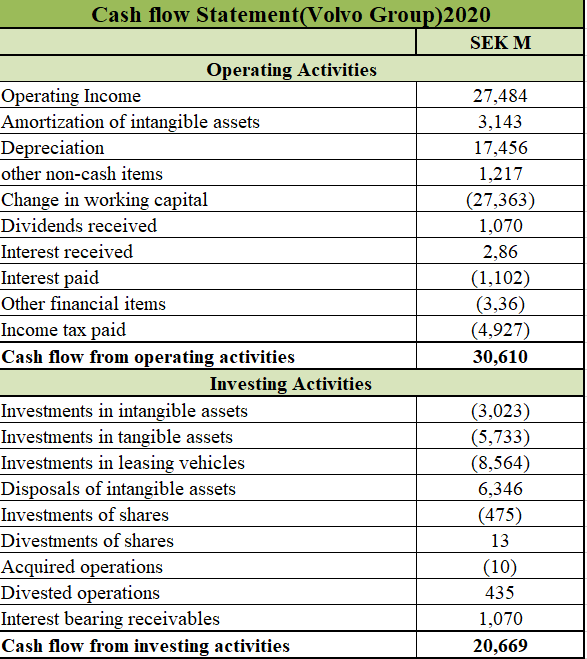 Cash flow Statement(Volvo Group)2020
SEK M
Operating Activities
Operating Income 27,484
Amortization of intangible assets 3,143
Depreciation 17,456
other non-cash items 1,217
Change in working capital (27,363)
Dividends received 1,070
Interest received 2,86
Interest paid (1,102)
Other financial items (3,36)
Income tax paid (4,927)
Cash flow from operating activities 30,610
Investing Activities
Investments in intangible assets (3,023)
Investments in tangible assets (5,733)
Investments in leasing vehicles (8,564)
Disposals of intangible assets 6,346
Investments of shares (475)
Divestments of shares 13
Acquired operations (10)
Divested operations 435
Interest bearing receivables 1,070
Cash flow from investing activities 20,669